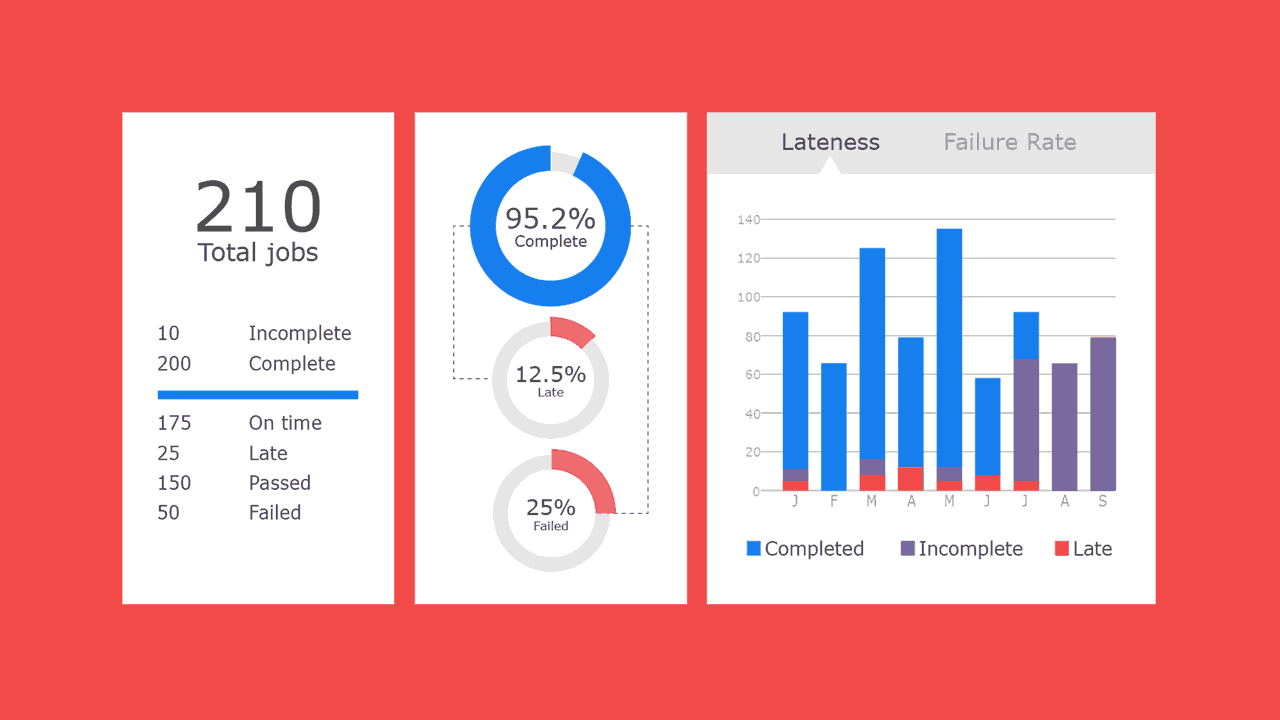 210
Total jobs
10 Incomplete
200 Complete
175 On time
25 Late
150 Passed
50 Failed
95.2%
Complete
12.5%
Late
25%
Failed
Lateness Failure Rate
140
120
100
80
60
40
20
0
J F M A M J J A S
Completed Incomplete Late